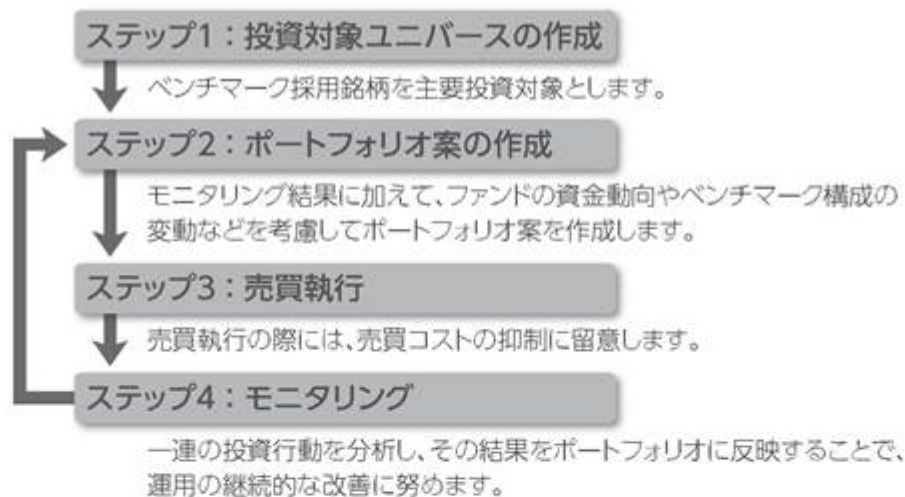 ステップ1：投資対象ユニバースの作成
ベンチマーク採用銘柄を主要投資対象とします。
ステップ2：ポートフォリオ案の作成
モニタリング結果に加えて、ファンドの資金動向やベンチマーク構成の
変動などを考慮してポートフォリオ案を作成します。
ステップ3：売買執行
売買執行の際には、売買コストの抑制に留意します。
ステップ4：モニタリング
一連の投資行動を分析し、その結果をポートフォリオに反映することで、
運用の継続的な改善に努めます。